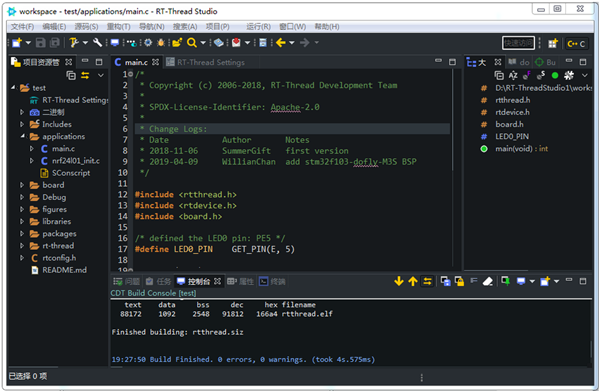 workspace - test/applications/main.c - RT-Thread Studio
文件(F) 编辑(E) 源码(S) 重构(T) 导航(N) 搜索(A) 项目(P) 运行(R) 窗口(W) 帮助(H)
快速访问
C++ C
项目资源管
test
RT-Thread Settings
二进制
Includes
applications
main.c
nrf24l01_init.c
SConscript
board
Debug
figures
libraries
packages
rt-thread
rtconfig.h
README.md
main.c RT-Thread Settings
1 /*
2 * Copyright (c) 2006-2018, RT-Thread Development Team
3 *
4 * SPDX-License-Identifier: Apache-2.0
5 *
6 * Change Logs:
7 * Date Author Notes
8 * 2018-11-06 SummerGift first version
9 * 2019-04-09 WillianChan add stm32f103-dofly-M3S BSP
10 */
11
12 #include <rtthread.h>
13 #include <rtdevice.h>
14 #include <board.h>
15
16 /* defined the LED0 pin: PE5 */
17 #define LED0_PIN GET_PIN(E, 5)
18
大 do Bu
D:\RT-ThreadStudio1\works
rtthread.h
rtdevice.h
board.h
LED0_PIN
main(void) : int
问题 任务 控制台 属性 终端
CDT Build Console [test]
text data bss dec hex filename
88172 1092 2548 91812 166a4 rtthread.elf
Finished building: rtthread.siz
19:27:50 Build Finished. 0 errors, 0 warnings. (took 4s.575ms)
已选择 0 项